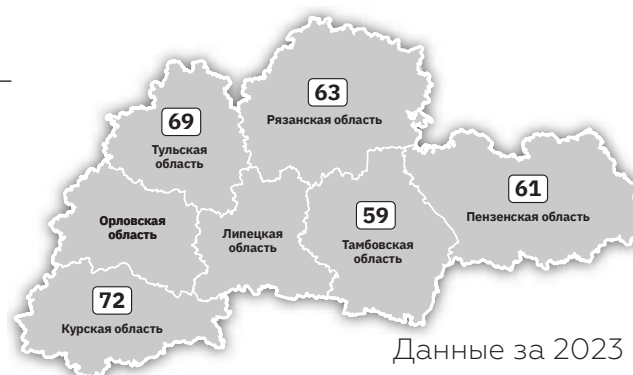 63
Рязанская область
69
Тульская
область
61
Пензенская область
59
Тамбовская
область
Орловская
область
Липецкая
область
72
Курская область
Данные за 2023